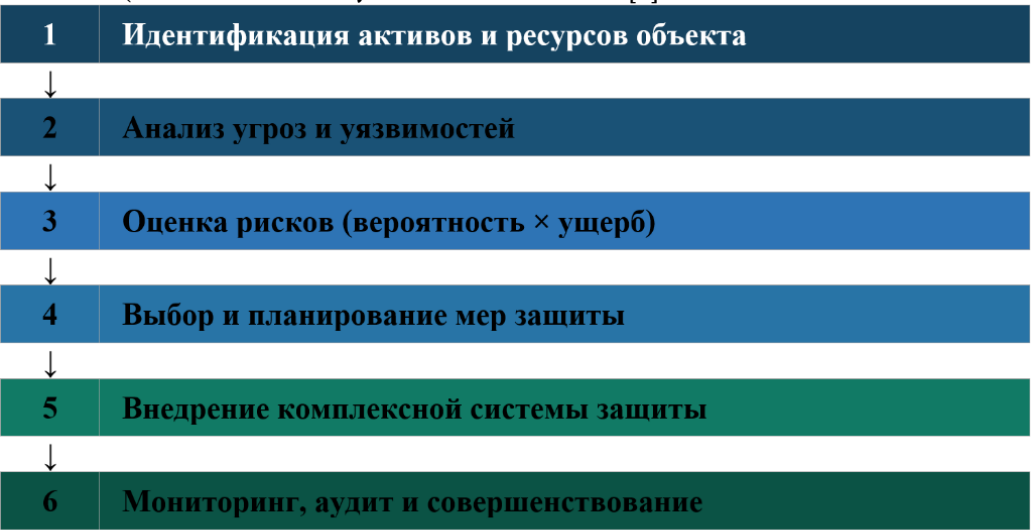 1 Идентификация активов и ресурсов объекта
↓
2 Анализ угроз и уязвимостей
↓
3 Оценка рисков (вероятность × ущерб)
↓
4 Выбор и планирование мер защиты
↓
5 Внедрение комплексной системы защиты
↓
6 Мониторинг, аудит и совершенствование